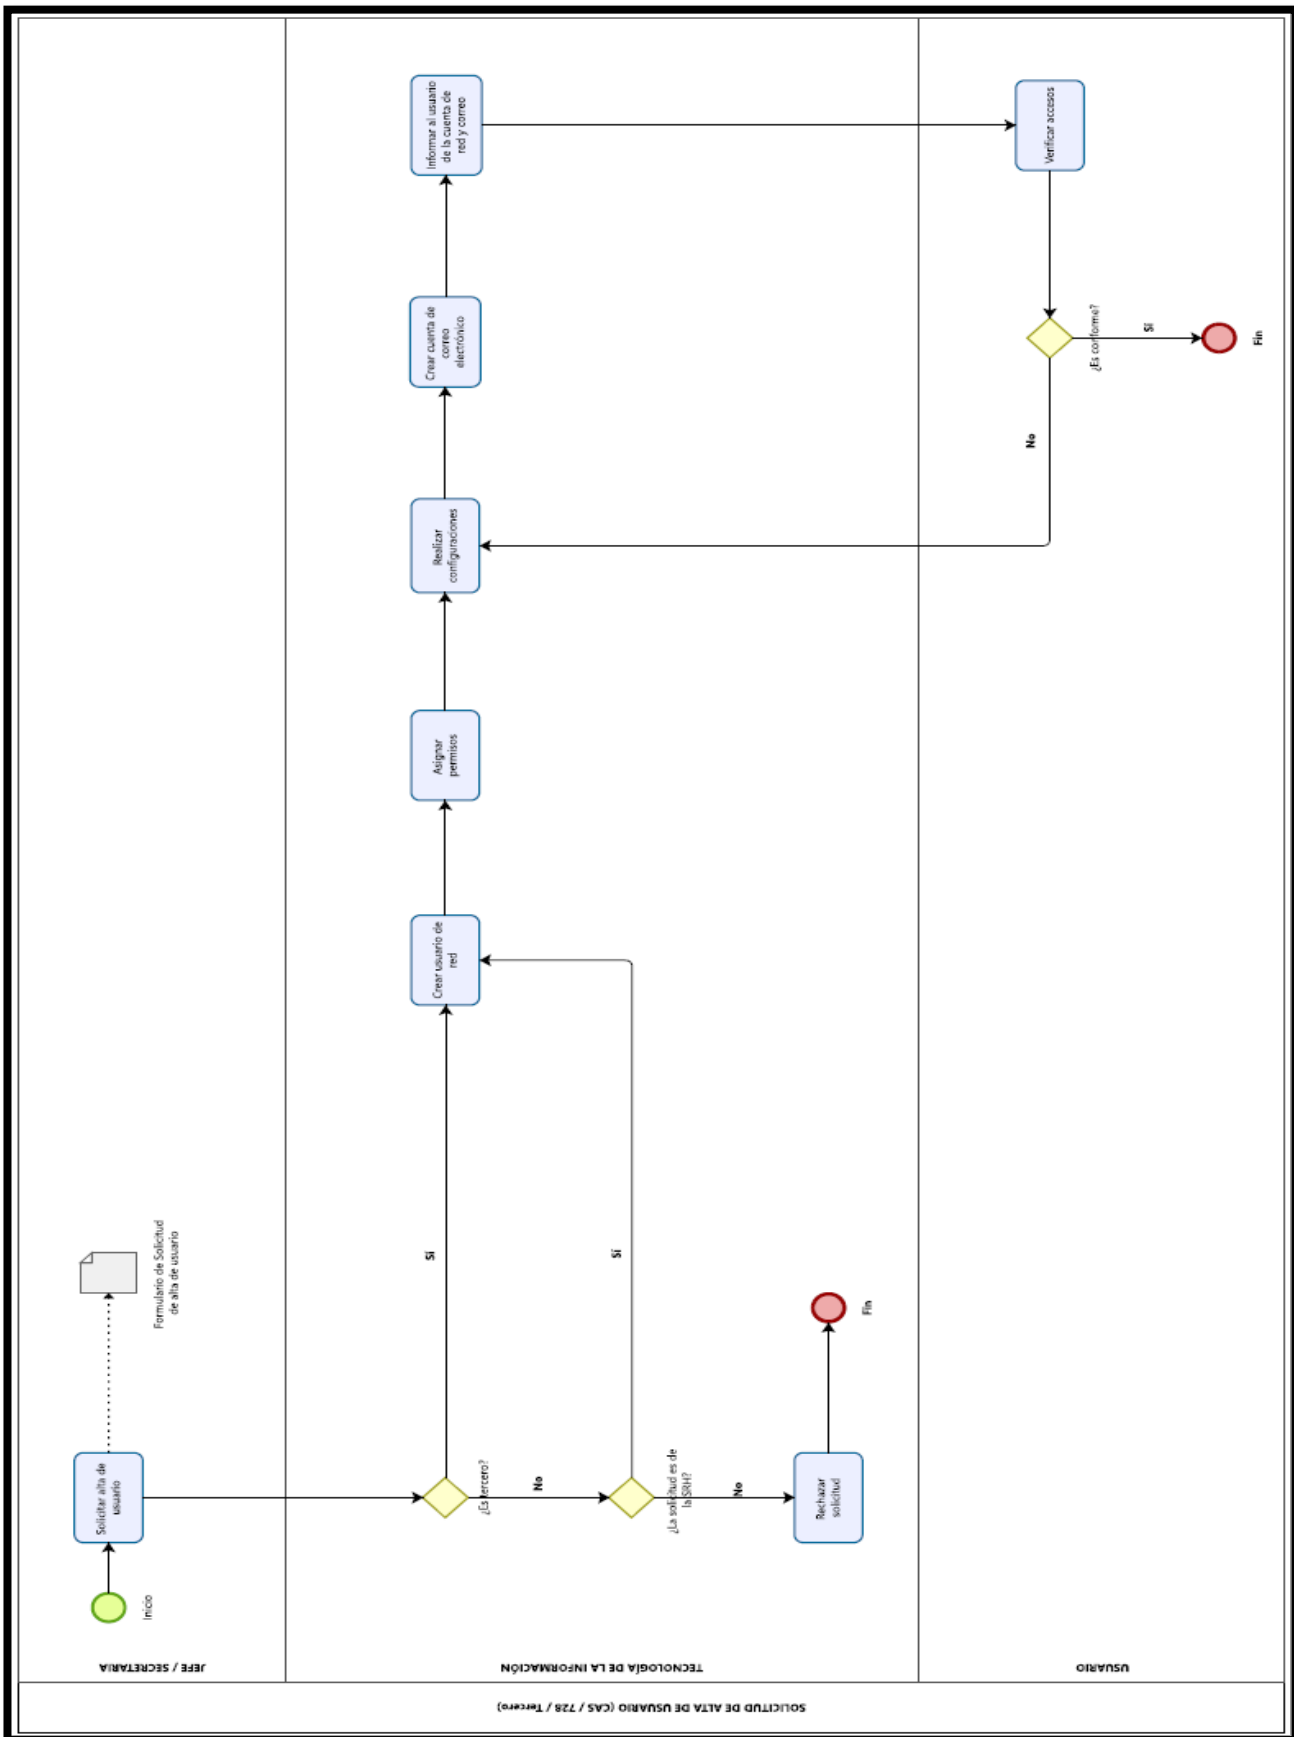 SOLICITUD DE ALTA DE USUARIO (CAS / 728 / Tercero)
JEFE / SECRETARIA
Inicio
Solicitar alta de
usuario
Formulario de Solicitud
de alta de usuario
TECNOLOGÍA DE LA INFORMACIÓN
¿Es tercero?
Sí
No
¿La solicitud es de
la SRH?
Sí
No
Rechazar
solicitud
Fin
Crear usuario de
red
Asignar
permisos
Realizar
configuraciones
Crear cuenta de
correo
electrónico
Informar al usuario
de la cuenta de
red y correo
USUARIO
Verificar accesos
¿Es conforme?
No
Sí
Fin